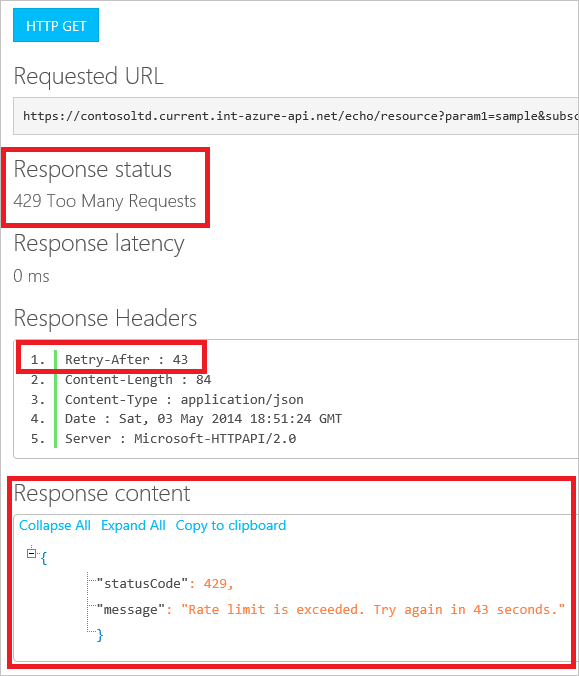 HTTP GET
Requested URL
https://contosoltd.current.int-azure-api.net/echo/resource?param1=sample&subsc
Response status
429 Too Many Requests
Response latency
0 ms
Response Headers
1. Retry-After : 43
2. Content-Length : 84
3. Content-Type : application/json
4. Date : Sat, 03 May 2014 18:51:24 GMT
5. Server : Microsoft-HTTPAPI/2.0
Response content
Collapse All Expand All Copy to clipboard
{
"statusCode": 429,
"message": "Rate limit is exceeded. Try again in 43 seconds."
}